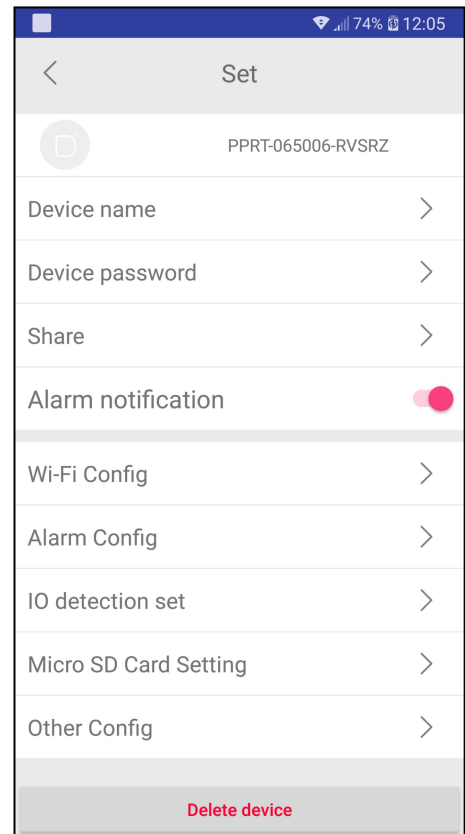 74% 12:05
Set
PPRT-065006-RVSRZ
Device name
Device password
Share
Alarm notification
Wi-Fi Config
Alarm Config
IO detection set
Micro SD Card Setting
Other Config
Delete device